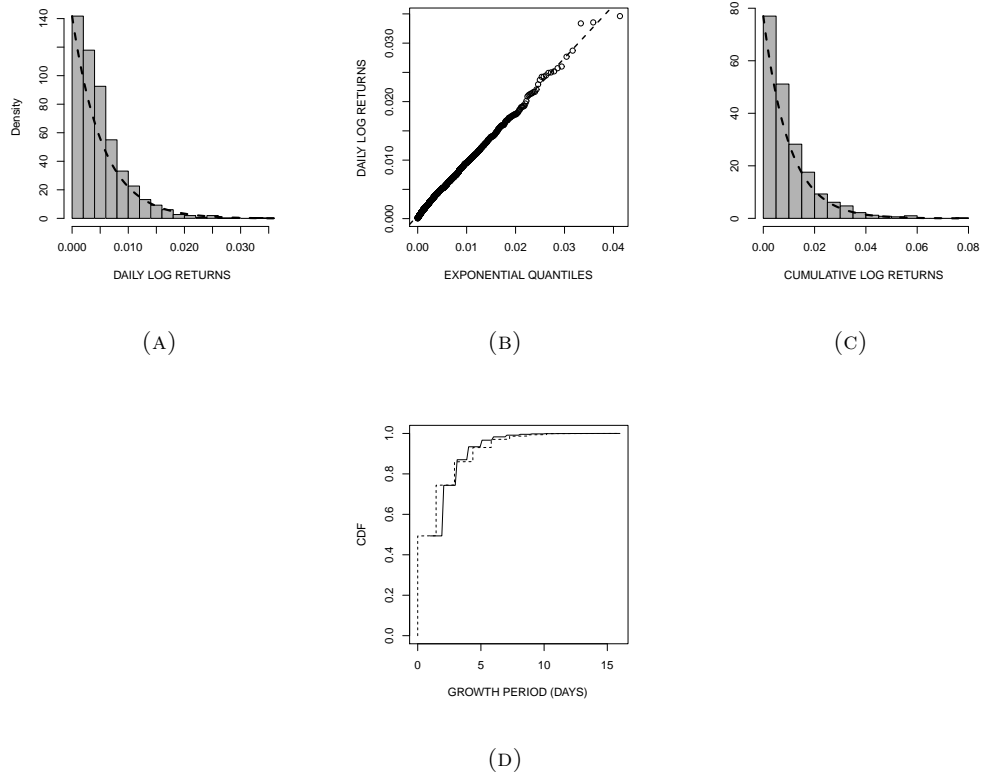 Density
0 20 40 60 80 100 140
0.000 0.010 0.020 0.030
DAILY LOG RETURNS
(A)
DAILY LOG RETURNS
0.000 0.010 0.020 0.030
0.00 0.01 0.02 0.03 0.04
EXPONENTIAL QUANTILES
(B)
0 20 40 60 80
0.00 0.02 0.04 0.06 0.08
CUMULATIVE LOG RETURNS
(C)
CDF
0.0 0.2 0.4 0.6 0.8 1.0
0 5 10 15
GROWTH PERIOD (DAYS)
(D)